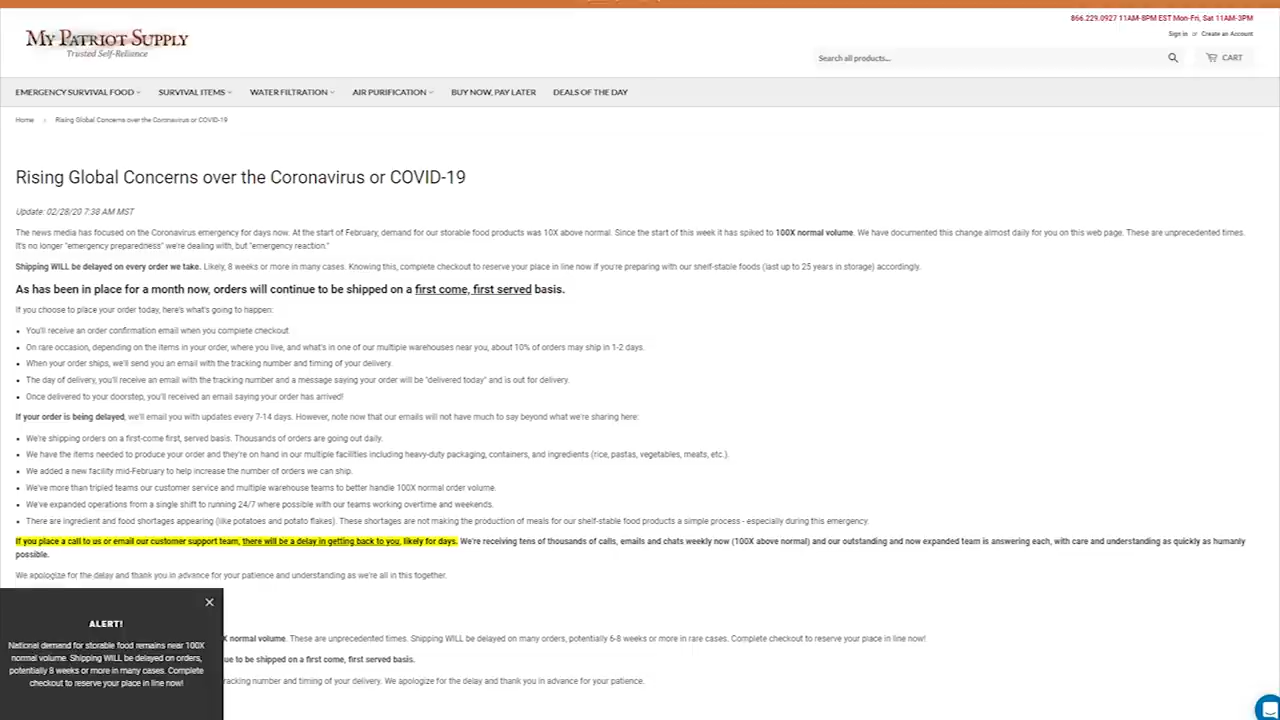 866.229.0927 11AM-8PM EST Mon-Fri, Sat 11AM-3PM
MY PATRIOT SUPPLY
Trusted Self-Reliance
Sign in or Create an Account
Search all products...
CART
EMERGENCY SURVIVAL FOOD
SURVIVAL ITEMS
WATER FILTRATION
AIR PURIFICATION
BUY NOW, PAY LATER
DEALS OF THE DAY
Home › Rising Global Concerns over the Coronavirus or COVID-19
Rising Global Concerns over the Coronavirus or COVID-19
Update: 02/28/20 7:38 AM MST
The news media has focused on the Coronavirus emergency for days now. At the start of February, demand for our storable food products was 10X above normal. Since the start of this week it has spiked to 100X normal volume. We have documented this change almost daily for you on this web page. These are unprecedented times.
It's no longer "emergency preparedness" we're dealing with, but "emergency reaction."
Shipping WILL be delayed on every order we take. Likely, 8 weeks or more in many cases. Knowing this, complete checkout to reserve your place in line now if you're preparing with our shelf-stable foods (last up to 25 years in storage) accordingly.
As has been in place for a month now, orders will continue to be shipped on a first come, first served basis.
If you choose to place your order today, here's what's going to happen:
• You'll receive an order confirmation email when you complete checkout
• On rare occasion, depending on the items in your order, where you live, and what's in one of our multiple warehouses near you, about 10% of orders may ship in 1-2 days.
• When your order ships, we'll send you an email with the tracking number and timing of your delivery.
• The day of delivery, you'll receive an email with the tracking number and a message saying your order will be "delivered today" and is out for delivery.
• Once delivered to your doorstep, you'll received an email saying your order has arrived!
If your order is being delayed, we'll email you with updates every 7-14 days. However, note now that our emails will not have much to say beyond what we're sharing here:
• We're shipping orders on a first-come first, served basis. Thousands of orders are going out daily.
• We have the items needed to produce your order and they're on hand in our multiple facilities including heavy-duty packaging, containers, and ingredients (rice, pastas, vegetables, meats, etc.).
• We added a new facility mid-February to help increase the number of orders we can ship.
• We've more than tripled teams our customer service and multiple warehouse teams to better handle 100X normal order volume.
• We've expanded operations from a single shift to running 24/7 where possible with our teams working overtime and weekends.
• There are ingredient and food shortages appearing (like potatoes and potato flakes). These shortages are not making the production of meals for our shelf-stable food products a simple process - especially during this emergency.
If you place a call to us or email our customer support team, there will be a delay in getting back to you, likely for days. We're receiving tens of thousands of calls, emails and chats weekly now (100X above normal) and our outstanding and now expanded team is answering each, with care and understanding as quickly as humanly
possible.
We apologize for the delay and thank you in advance for your patience and understanding as we're all in this together.
ALERT!
National demand for storable food remains near 100X
normal volume. Shipping WILL be delayed on orders,
potentially 8 weeks or more in many cases. Complete
checkout to reserve your place in line now!
X normal volume. These are unprecedented times. Shipping WILL be delayed on many orders, potentially 6-8 weeks or more in rare cases. Complete checkout to reserve your place in line now!
ue to be shipped on a first come, first served basis.
racking number and timing of your delivery. We apologize for the delay and thank you in advance for your patience.